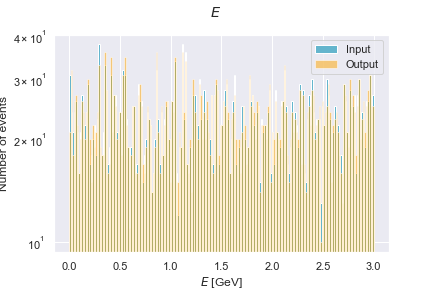 E
4 × 10¹
3 × 10¹
2 × 10¹
10¹
Number of events
Input
Output
0.0 0.5 1.0 1.5 2.0 2.5 3.0
E [GeV]